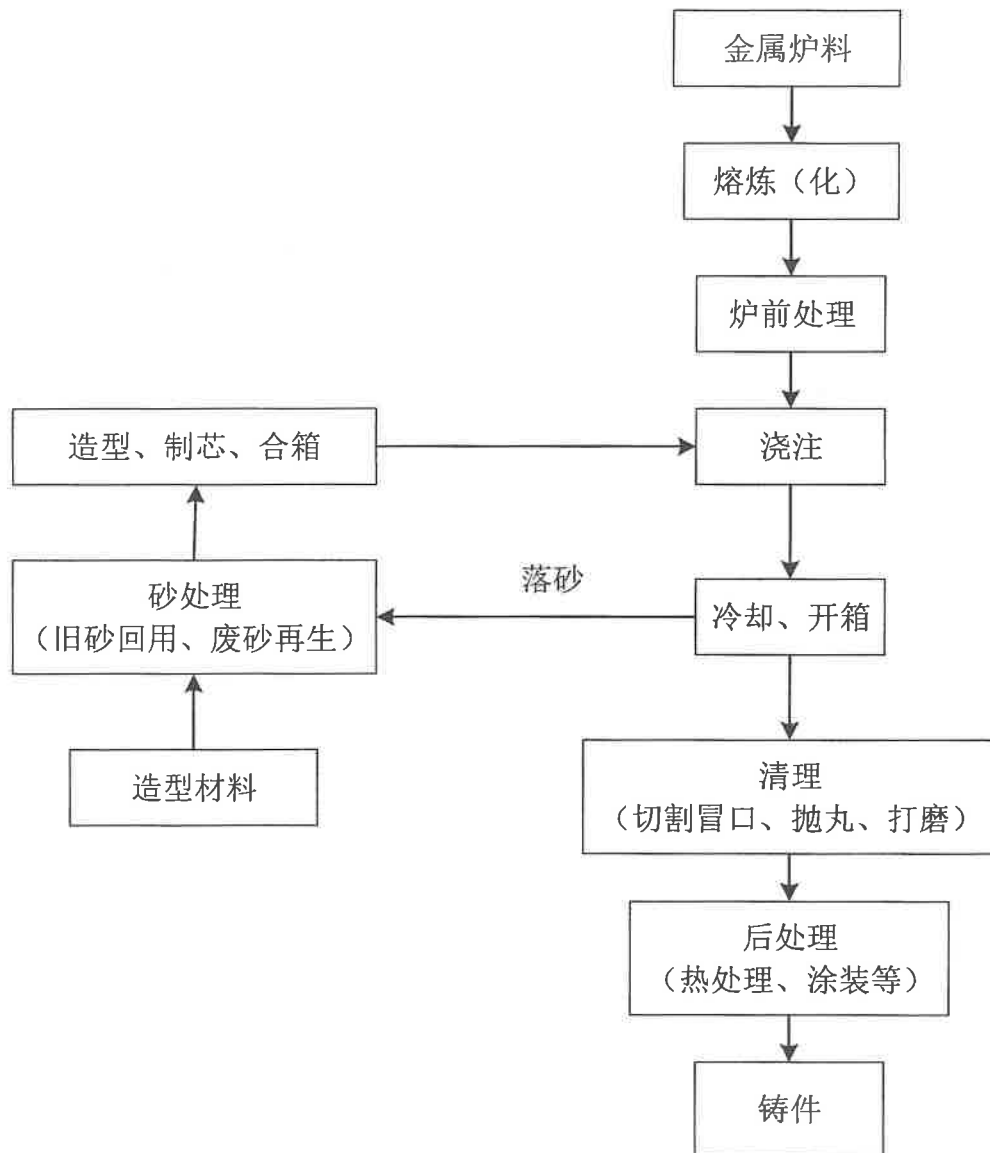 金属炉料
熔炼（化）
炉前处理
造型、制芯、合箱
浇注
落砂
砂处理
（旧砂回用、废砂再生）
冷却、开箱
造型材料
清理
（切割冒口、抛丸、打磨）
后处理
（热处理、涂装等）
铸件